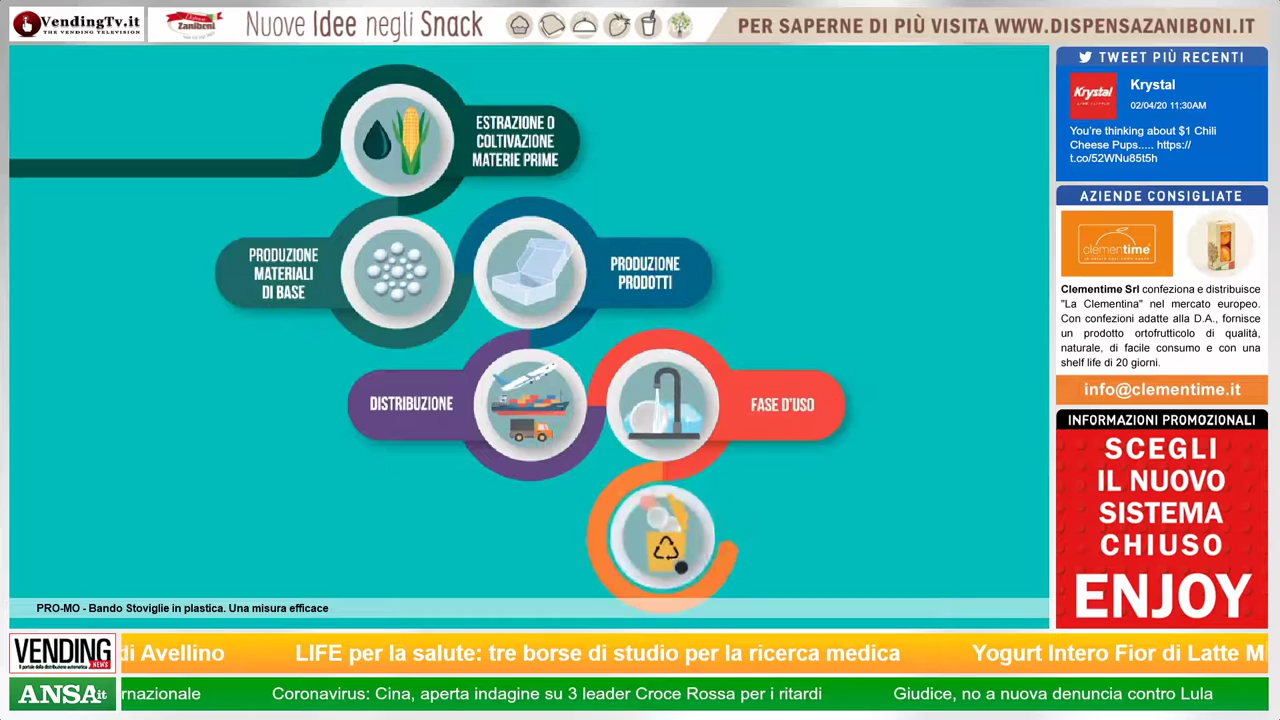 VendingTv.it
THE VENDING TELEVISION
Zaniboni
Nuove Idee negli Snack
PER SAPERNE DI PIÙ VISITA WWW.DISPENSAZANIBONI.IT
ESTRAZIONE O
COLTIVAZIONE
MATERIE PRIME
PRODUZIONE
MATERIALI
DI BASE
PRODUZIONE
PRODOTTI
DISTRIBUZIONE
FASE D'USO
PRO-MO - Bando Stoviglie in plastica. Una misura efficace
TWEET PIÙ RECENTI
Krystal
Krystal
02/04/20 11:30AM
You're thinking about $1 Chili
Cheese Pups..... https://
t.co/52WNu85t5h
AZIENDE CONSIGLIATE
clementime
Clementime Srl confeziona e distribuisce
"La Clementina" nel mercato europeo.
Con confezioni adatte alla D.A., fornisce
un prodotto ortofrutticolo di qualità,
naturale, di facile consumo e con una
shelf life di 20 giorni.
info@clementime.it
INFORMAZIONI PROMOZIONALI
SCEGLI
IL NUOVO
SISTEMA
CHIUSO
ENJOY
VENDING
NEWS
Il portale della distribuzione automatica
di Avellino LIFE per la salute: tre borse di studio per la ricerca medica Yogurt Intero Fior di Latte M
ANSA.it
rnazionale Coronavirus: Cina, aperta indagine su 3 leader Croce Rossa per i ritardi Giudice, no a nuova denuncia contro Lula